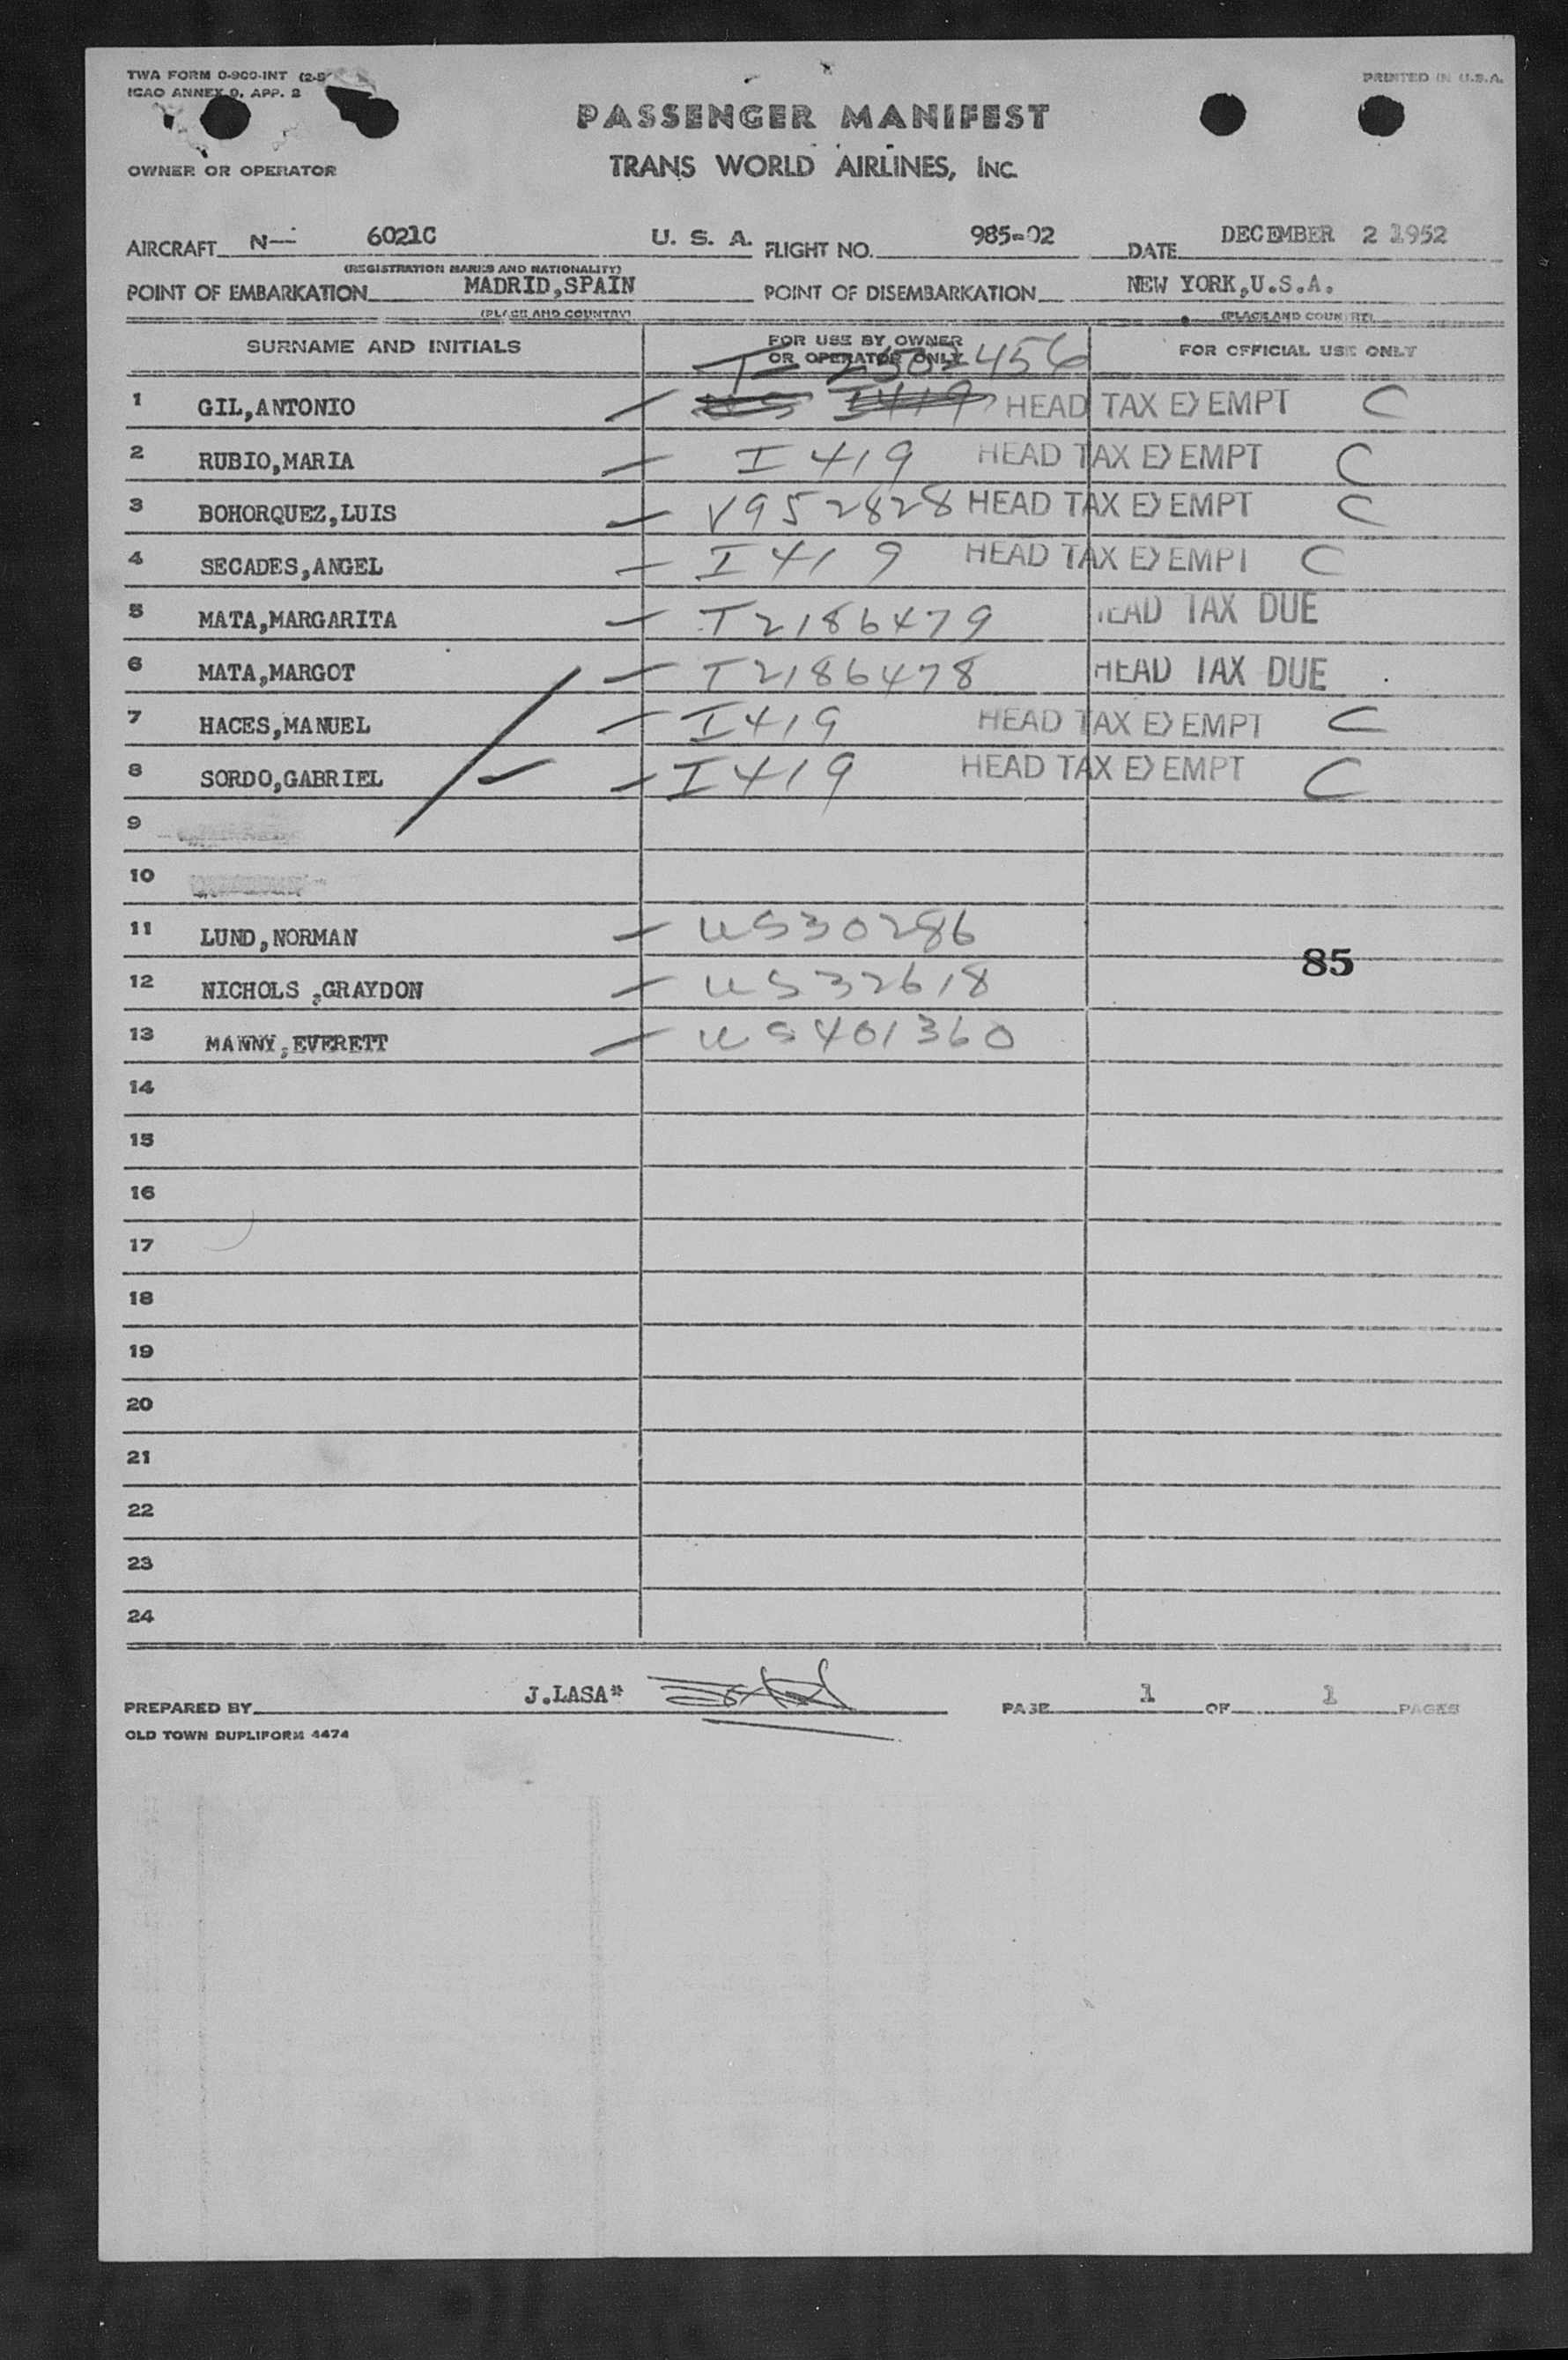 TWA FORM 0-900-INT (2-5
ICAO ANNEX 9, APP. 2
PRINTED IN U.S.A.
PASSENGER MANIFEST
OWNER OR OPERATOR TRANS WORLD AIRLINES, INC.
AIRCRAFT N— 6021C U. S. A. FLIGHT NO. 985-02 DATE DECEMBER 2 1952
(REGISTRATION MARKS AND NATIONALITY)
POINT OF EMBARKATION MADRID,SPAIN POINT OF DISEMBARKATION NEW YORK,U.S.A.
(PLACE AND COUNTRY) (PLACE AND COUNTRY)
SURNAME AND INITIALS FOR USE BY OWNER OR OPERATOR ONLY FOR OFFICIAL USE ONLY
T- 2502456
1 GIL,ANTONIO — US I419 HEAD TAX EXEMPT C
2 RUBIO,MARIA — I419 HEAD TAX EXEMPT C
3 BOHORQUEZ,LUIS — V952828 HEAD TAX EXEMPT C
4 SECADES,ANGEL — I419 HEAD TAX EXEMPT C
5 MATA,MARGARITA — T2186479 HEAD TAX DUE
6 MATA,MARGOT — T2186478 HEAD TAX DUE
7 HACES,MANUEL — I419 HEAD TAX EXEMPT C
8 SORDO,GABRIEL — I419 HEAD TAX EXEMPT C
9
10
11 LUND,NORMAN — US30286
85
12 NICHOLS ,GRAYDON — US32618
13 MANNY,EVERETT — US401360
14
15
16
17
18
19
20
21
22
23
24
PREPARED BY J.LASA* PAGE 1 OF 1 PAGES
OLD TOWN DUPLIFORM 4474